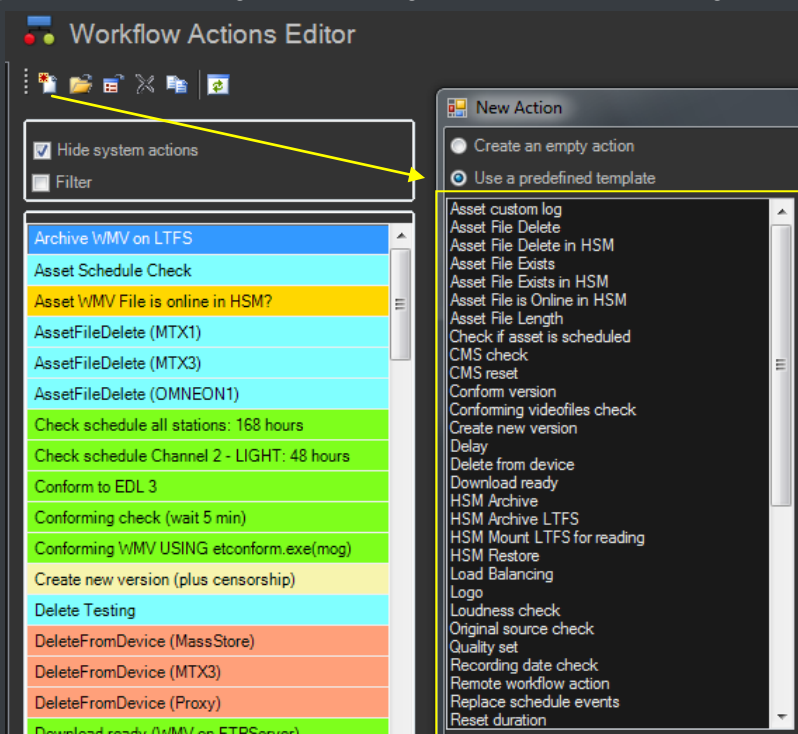 Workflow Actions Editor
Hide system actions
Filter
Archive WMV on LTFS
Asset Schedule Check
Asset WMV File is online in HSM?
AssetFileDelete (MTX1)
AssetFileDelete (MTX3)
AssetFileDelete (OMNEON1)
Check schedule all stations: 168 hours
Check schedule Channel 2 - LIGHT: 48 hours
Conform to EDL 3
Conforming check (wait 5 min)
Conforming WMV USING etconform.exe(mog)
Create new version (plus censorship)
Delete Testing
DeleteFromDevice (MassStore)
DeleteFromDevice (MTX3)
DeleteFromDevice (Proxy)
Download ready (WMV on FTPServer)
New Action
Create an empty action
Use a predefined template
Asset custom log
Asset File Delete
Asset File Delete in HSM
Asset File Exists
Asset File Exists in HSM
Asset File is Online in HSM
Asset File Length
Check if asset is scheduled
CMS check
CMS reset
Conform version
Conforming videofiles check
Create new version
Delay
Delete from device
Download ready
HSM Archive
HSM Archive LTFS
HSM Mount LTFS for reading
HSM Restore
Load Balancing
Logo
Loudness check
Original source check
Quality set
Recording date check
Remote workflow action
Replace schedule events
Reset duration